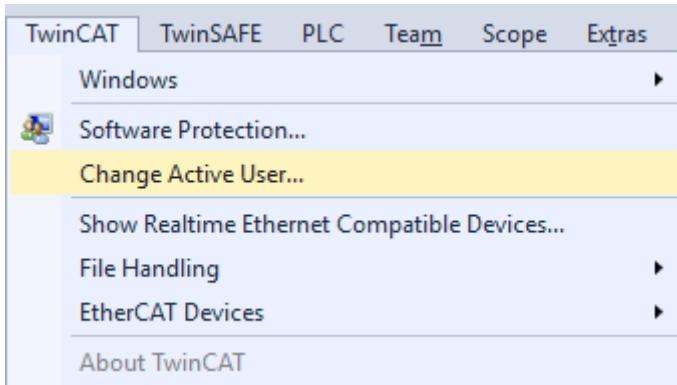 TwinCAT TwinSAFE PLC Team Scope Extras
Windows
Software Protection...
Change Active User...
Show Realtime Ethernet Compatible Devices...
File Handling
EtherCAT Devices
About TwinCAT